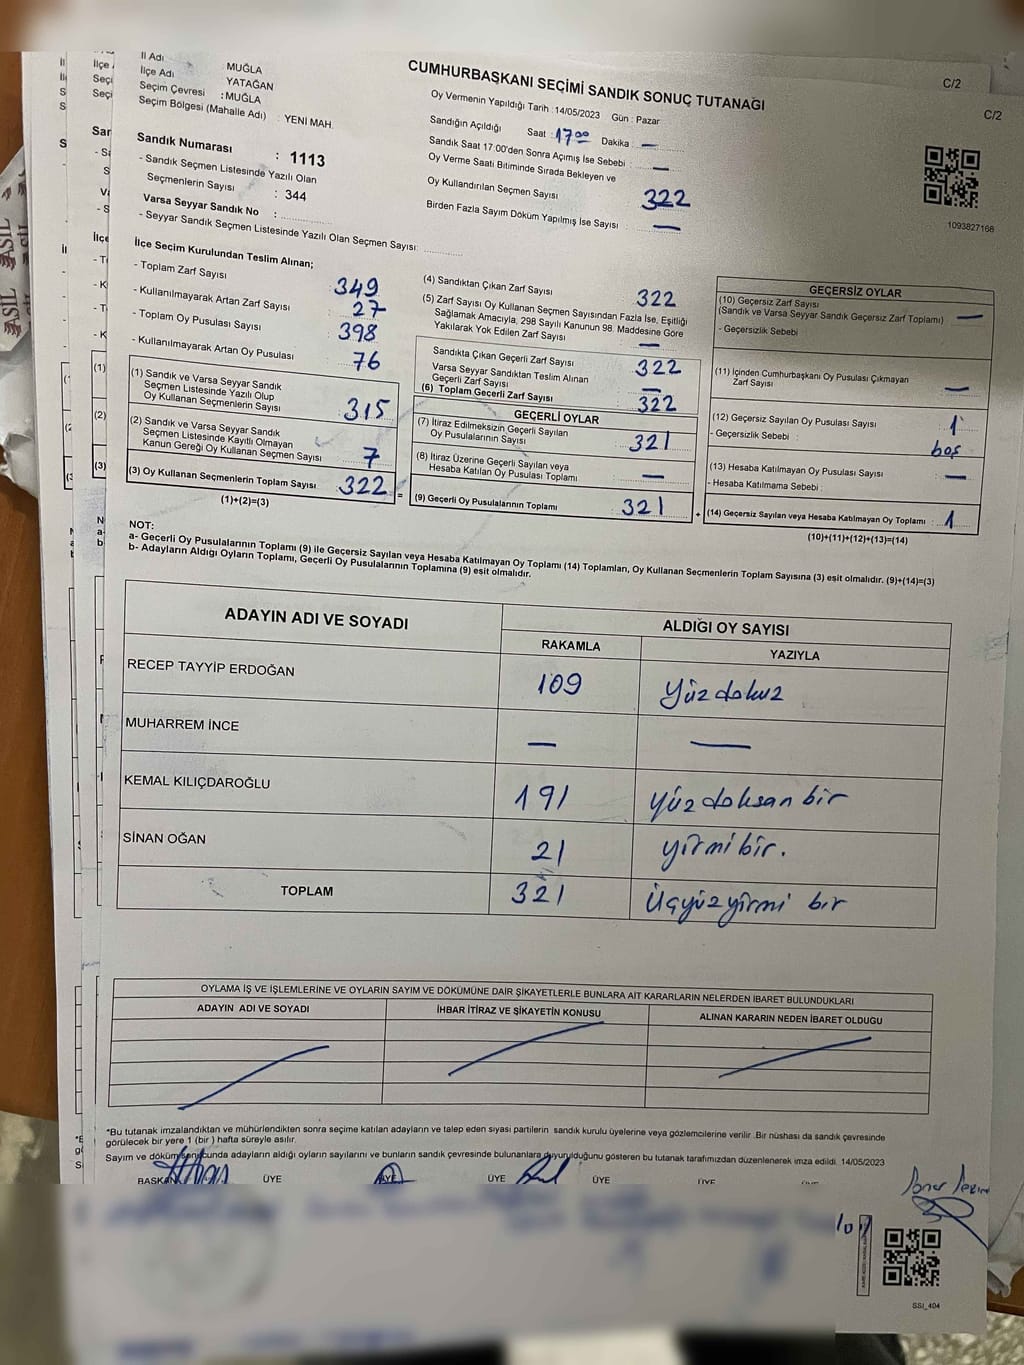 İl Adı : MUĞLA
İlçe Adı : YATAĞAN
Seçim Çevresi : MUĞLA
Seçim Bölgesi (Mahalle Adı) : YENİ MAH.
Sandık Numarası : 1113
- Sandık Seçmen Listesinde Yazılı Olan
Seçmenlerin Sayısı : 344
Varsa Seyyar Sandık No :
- Seyyar Sandık Seçmen Listesinde Yazılı Olan Seçmen Sayısı:
CUMHURBAŞKANI SEÇİMİ SANDIK SONUÇ TUTANAĞI
C/2
C/2
Oy Vermenin Yapıldığı Tarih :14/05/2023 Gün : Pazar
Sandığın Açıldığı Saat : 17 00 Dakika : —
Sandık Saat 17:00'den Sonra Açımış İse Sebebi : —
Oy Verme Saati Bitiminde Sırada Bekleyen ve
Oy Kullandırılan Seçmen Sayısı 322
Birden Fazla Sayım Döküm Yapılmış İse Sayısı : —
1093827168
İlçe Seçim Kurulundan Teslim Alınan;
- Toplam Zarf Sayısı 349
- Kullanılmayarak Artan Zarf Sayısı 27
- Toplam Oy Pusulası Sayısı 398
- Kullanılmayarak Artan Oy Pusulası 76
(1) Sandık ve Varsa Seyyar Sandık
Seçmen Listesinde Yazılı Olup
Oy Kullanan Seçmenlerin Sayısı : 315
(2) Sandık ve Varsa Seyyar Sandık
Seçmen Listesinde Kayıtlı Olmayan
Kanun Gereği Oy Kullanan Seçmen Sayısı : 7
(3) Oy Kullanan Seçmenlerin Toplam Sayısı 322 =
(1)+(2)=(3)
(4) Sandıktan Çıkan Zarf Sayısı 322
(5) Zarf Sayısı Oy Kullanan Seçmen Sayısından Fazla İse, Eşitliği
Sağlamak Amacıyla, 298 Sayılı Kanunun 98. Maddesine Göre
Yakılarak Yok Edilen Zarf Sayısı —
Sandıkta Çıkan Geçerli Zarf Sayısı 322
Varsa Seyyar Sandıktan Teslim Alınan
Geçerli Zarf Sayısı —
(6) Toplam Geçerli Zarf Sayısı 322
GEÇERLİ OYLAR
(7) İtiraz Edilmeksizin Geçerli Sayılan
Oy Pusulalarının Sayısı 321
(8) İtiraz Üzerine Geçerli Sayılan veya
Hesaba Katılan Oy Pusulası Toplamı —
(9) Geçerli Oy Pusulalarının Toplamı 321 +
GEÇERSİZ OYLAR
(10) Geçersiz Zarf Sayısı
(Sandık ve Varsa Seyyar Sandık Geçersiz Zarf Toplamı) —
- Geçersizlik Sebebi
(11) İçinden Cumhurbaşkanı Oy Pusulası Çıkmayan
Zarf Sayısı —
(12) Geçersiz Sayılan Oy Pusulası Sayısı 1
- Geçersizlik Sebebi : boş
(13) Hesaba Katılmayan Oy Pusulası Sayısı —
- Hesaba Katılmama Sebebi :
(14) Geçersiz Sayılan veya Hesaba Katılmayan Oy Toplamı : 1
(10)+(11)+(12)+(13)=(14)
NOT:
a- Geçerli Oy Pusulalarının Toplamı (9) ile Geçersiz Sayılan veya Hesaba Katılmayan Oy Toplamı (14) Toplamları, Oy Kullanan Seçmenlerin Toplam Sayısına (3) eşit olmalıdır. (9)+(14)=(3)
b- Adayların Aldığı Oyların Toplamı, Geçerli Oy Pusulalarının Toplamına (9) eşit olmalıdır.
ADAYIN ADI VE SOYADI ALDIĞI OY SAYISI
RAKAMLA YAZIYLA
RECEP TAYYİP ERDOĞAN 109 Yüz dokuz
MUHARREM İNCE — —
KEMAL KILIÇDAROĞLU 191 Yüz doksan bir
SİNAN OĞAN 21 yirmi bir.
TOPLAM 321 Üçyüzyirmi bir
OYLAMA İŞ VE İŞLEMLERİNE VE OYLARIN SAYIM VE DÖKÜMÜNE DAİR ŞİKAYETLERLE BUNLARA AİT KARARLARIN NELERDEN İBARET BULUNDUKLARI
ADAYIN ADI VE SOYADI İHBAR İTİRAZ VE ŞİKAYETİN KONUSU ALINAN KARARIN NEDEN İBARET OLDUĞU
*Bu tutanak imzalandıktan ve mühürlendikten sonra seçime katılan adayların ve talep eden siyasi partilerin sandık kurulu üyelerine veya gözlemcilerine verilir .Bir nüshası da sandık çevresinde
görülecek bir yere 1 (bir ) hafta süreyle asılır.
Sayım ve döküm sonucunda adayların aldığı oyların sayısını ve bunların sandık çevresinde bulunanlara duyurulduğunu gösteren bu tutanak tarafımızdan düzenlenerek imza edildi. 14/05/2023
BAŞKAN ÜYE ÜYE ÜYE ÜYE ÜYE
SSI_404